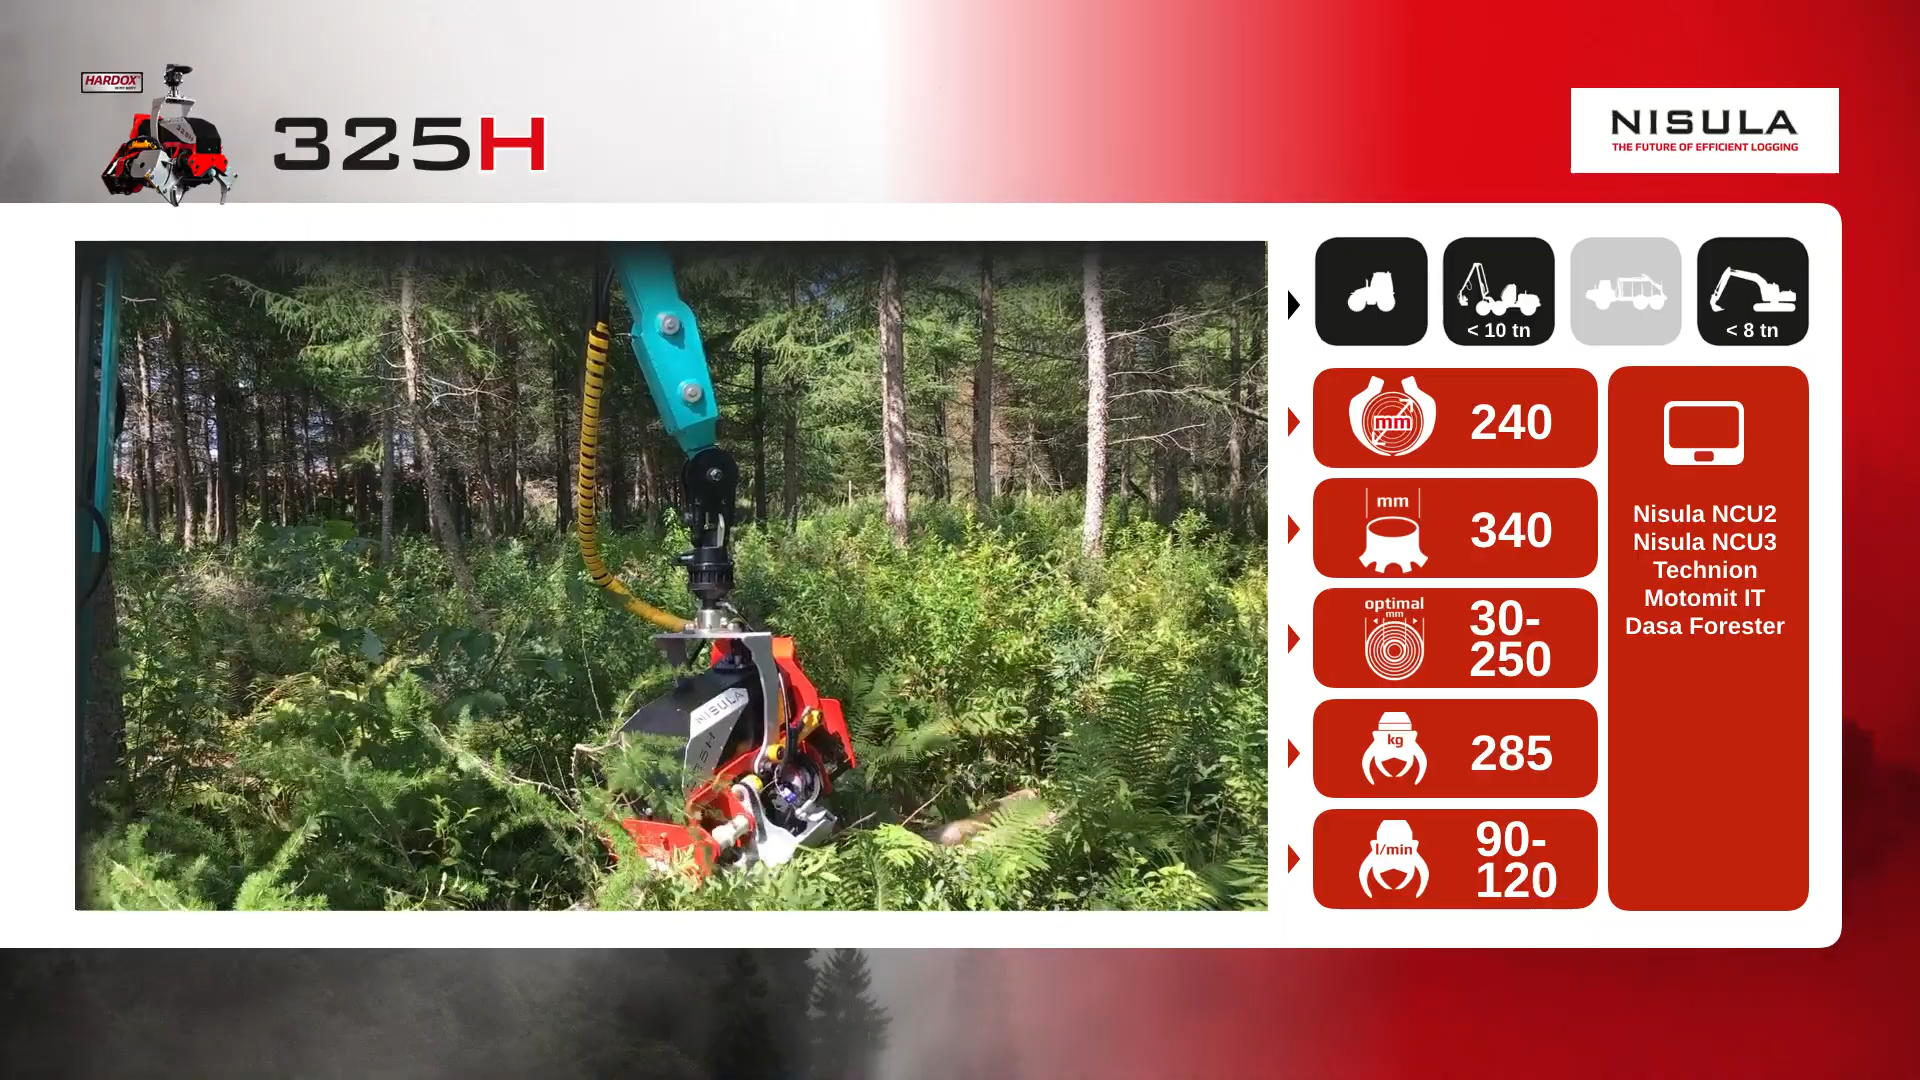 HARDOX
325H
NISULA
THE FUTURE OF EFFICIENT LOGGING
< 10 tn
< 8 tn
mm
240
mm
340
optimal
mm
30-
250
kg
285
l/min
90-
120
Nisula NCU2
Nisula NCU3
Technion
Motomit IT
Dasa Forester
NISULA